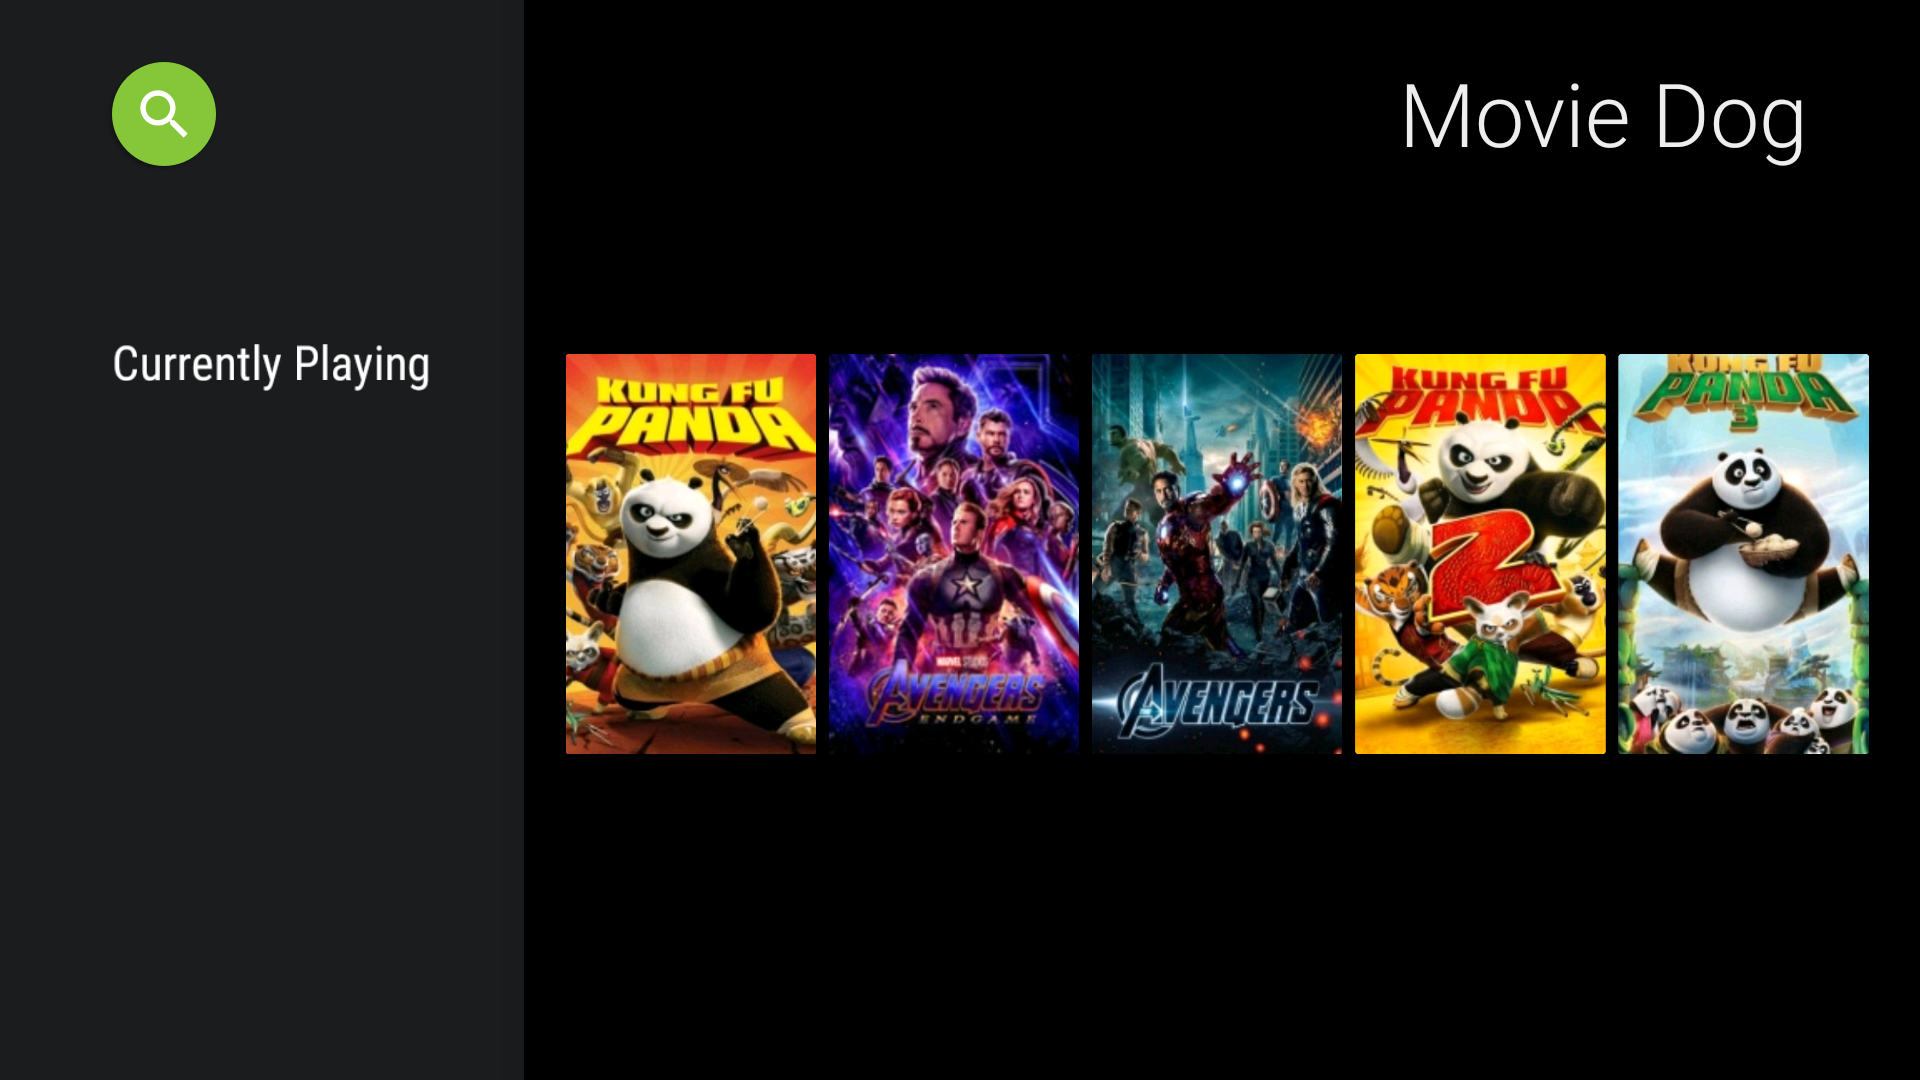 Movie Dog
Currently Playing
KUNG FU
PANDA
MARVEL STUDIOS
AVENGERS
ENDGAME
AVENGERS
KUNG FU
PANDA
2
KUNG FU
PANDA
3